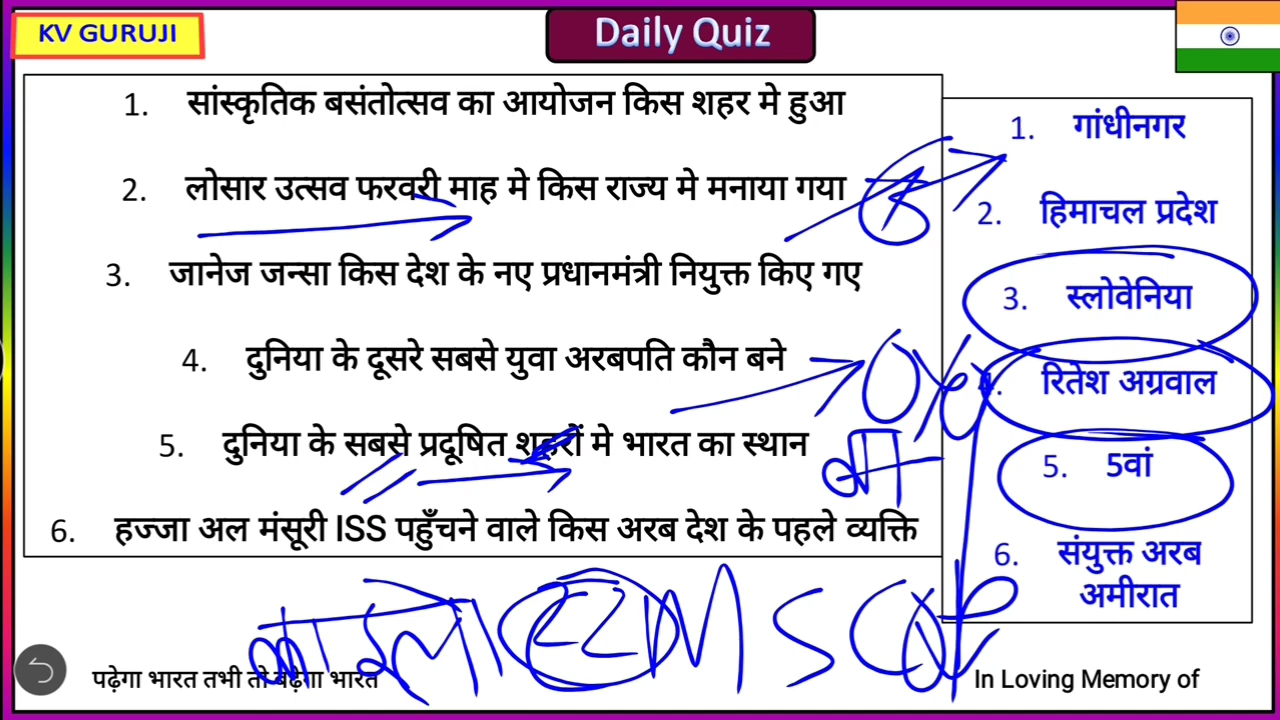 KV GURUJI
Daily Quiz
1. सांस्कृतिक बसंतोत्सव का आयोजन किस शहर मे हुआ
2. लोसार उत्सव फरवरी माह मे किस राज्य मे मनाया गया
3. जानेज जन्सा किस देश के नए प्रधानमंत्री नियुक्त किए गए
4. दुनिया के दूसरे सबसे युवा अरबपति कौन बने
5. दुनिया के सबसे प्रदूषित शहरों मे भारत का स्थान
6. हज्जा अल मंसूरी ISS पहुँचने वाले किस अरब देश के पहले व्यक्ति
1. गांधीनगर
2. हिमाचल प्रदेश
3. स्लोवेनिया
4. रितेश अग्रवाल
5. 5वां
6. संयुक्त अरब
अमीरात
पढ़ेगा भारत तभी तो बढ़ेगा भारत
In Loving Memory of